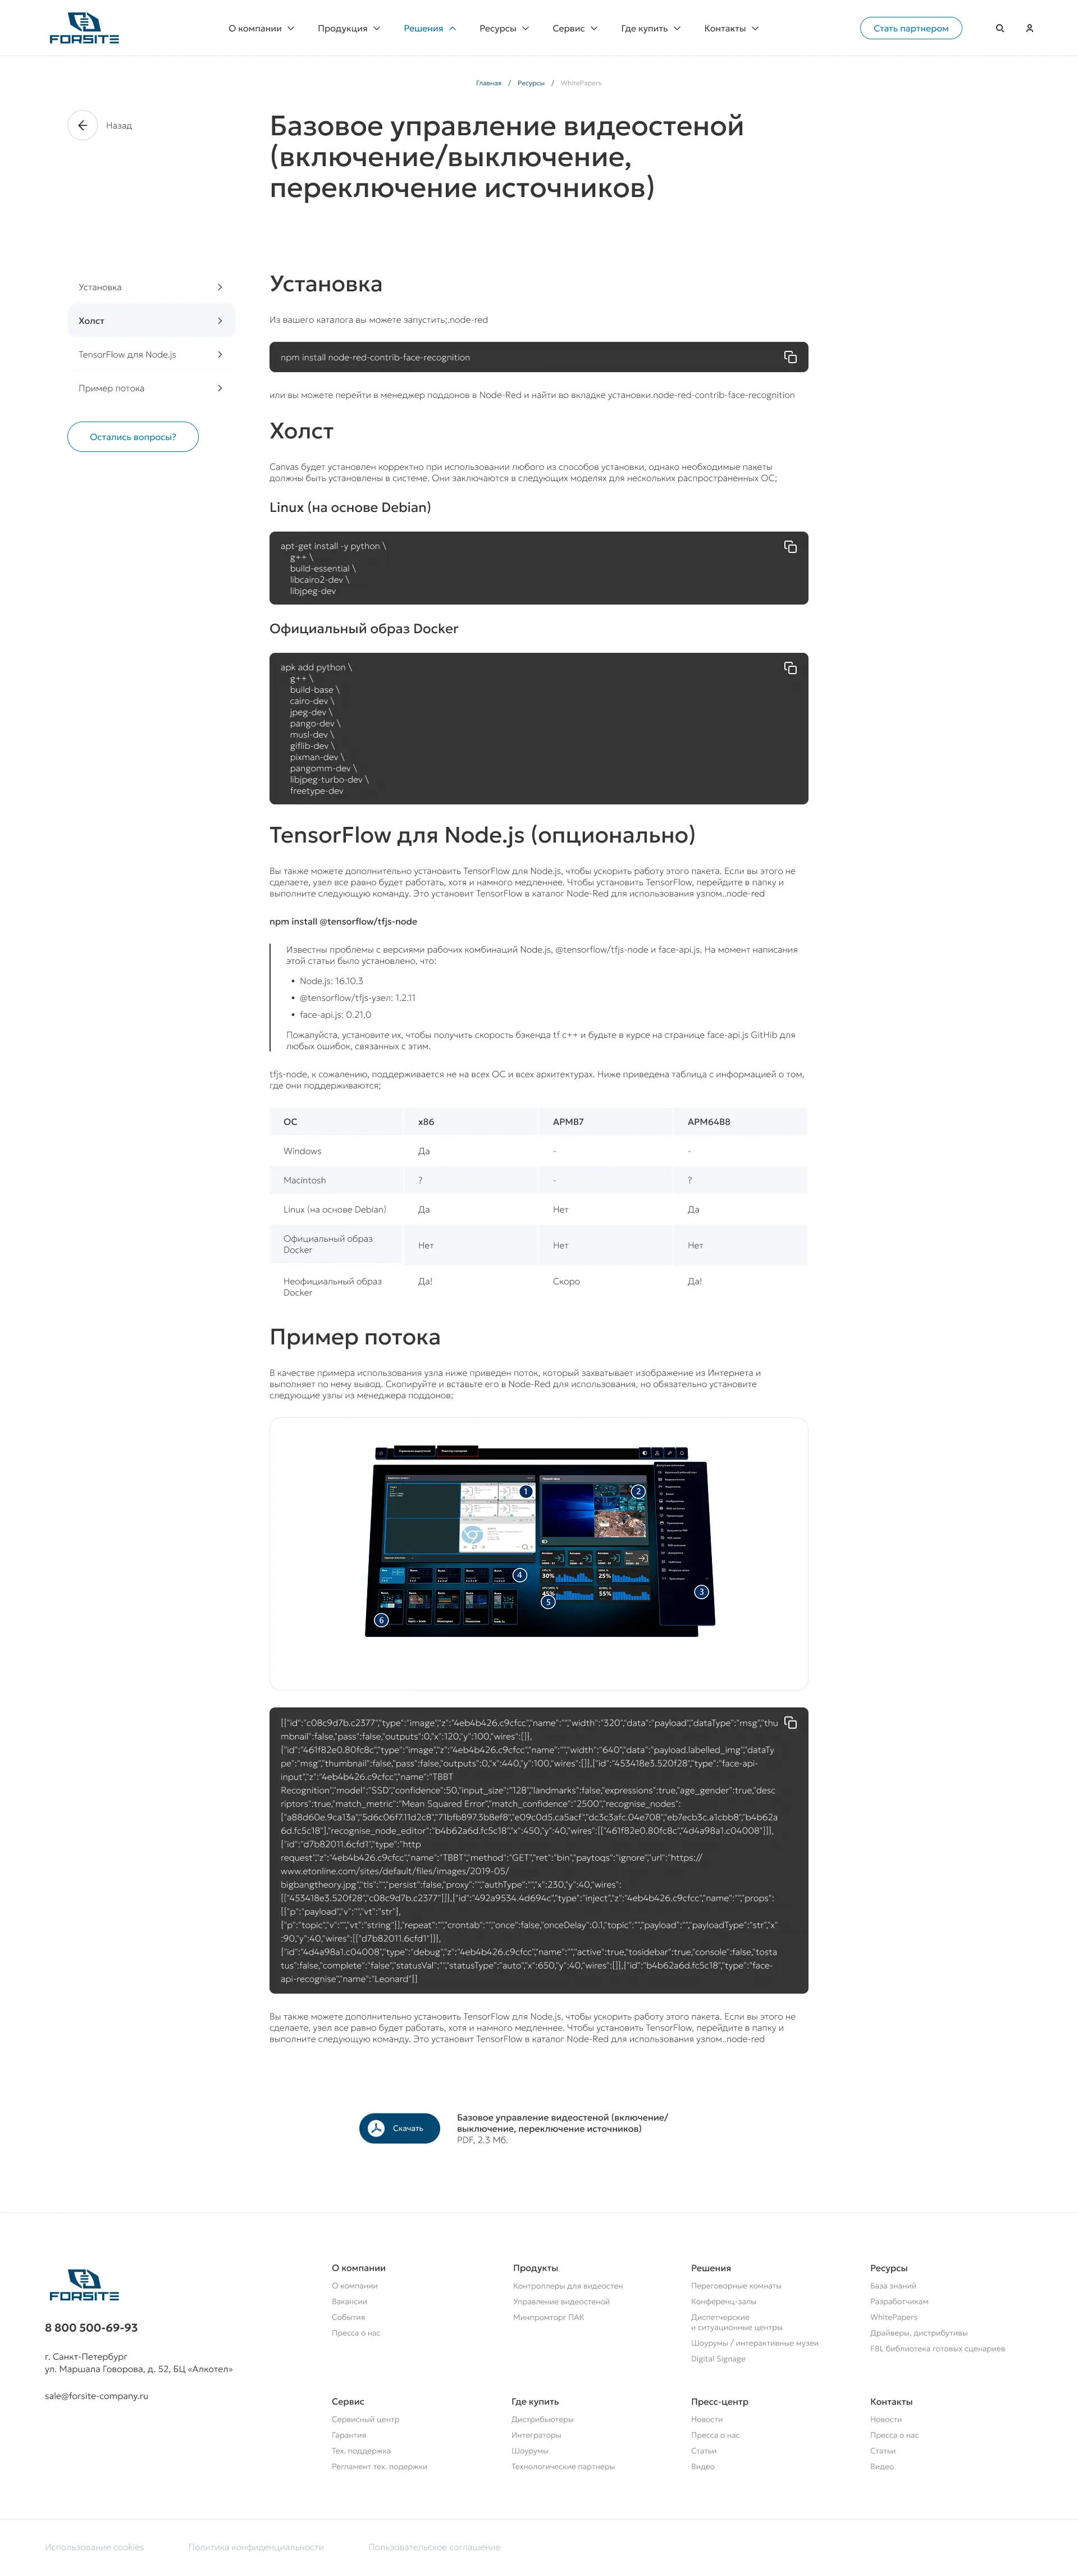 FORSITE
О компании
Продукция
Решения
Ресурсы
Сервис
Где купить
Контакты
Стать партнером
Главная / Ресурсы / WhitePapers
Назад
Базовое управление видеостеной
(включение/выключение,
переключение источников)
Установка
Холст
TensorFlow для Node.js
Пример потока
Остались вопросы?
Установка
Из вашего каталога вы можете запустить;.node-red
npm install node-red-contrib-face-recognition
или вы можете перейти в менеджер поддонов в Node-Red и найти во вкладке установки.node-red-contrib-face-recognition
Холст
Canvas будет установлен корректно при использовании любого из способов установки, однако необходимые пакеты
должны быть установлены в системе. Они заключаются в следующих моделях для нескольких распространенных ОС;
Linux (на основе Debian)
apt-get install -y python \
g++ \
build-essential \
libcairo2-dev \
libjpeg-dev
Официальный образ Docker
apk add python \
g++ \
build-base \
cairo-dev \
jpeg-dev \
pango-dev \
musl-dev \
giflib-dev \
pixman-dev \
pangomm-dev \
libjpeg-turbo-dev \
freetype-dev
TensorFlow для Node.js (опционально)
Вы также можете дополнительно установить TensorFlow для Node.js, чтобы ускорить работу этого пакета. Если вы этого не
сделаете, узел все равно будет работать, хотя и намного медленнее. Чтобы установить TensorFlow, перейдите в папку и
выполните следующую команду. Это установит TensorFlow в каталог Node-Red для использования узлом..node-red
npm install @tensorflow/tfjs-node
Известны проблемы с версиями рабочих комбинаций Node.js, @tensorflow/tfjs-node и face-api.js. На момент написания
этой статьи было установлено, что:
• Node.js: 16.10.3
• @tensorflow/tfjs-узел: 1.2.11
• face-api.js: 0.21,0
Пожалуйста, установите их, чтобы получить скорость бэкенда tf c++ и будьте в курсе на странице face-api.js GitHib для
любых ошибок, связанных с этим.
tfjs-node, к сожалению, поддерживается не на всех ОС и всех архитектурах. Ниже приведена таблица с информацией о том,
где они поддерживаются;
ОС x86 АРМВ7 АРМ64В8
Windows Да - -
Macintosh ? - ?
Linux (на основе Debian) Да Нет Да
Официальный образ
Docker
Нет Нет Нет
Неофициальный образ
Docker
Да! Скоро Да!
Пример потока
В качестве примера использования узла ниже приведен поток, который захватывает изображение из Интернета и
выполняет по нему вывод. Скопируйте и вставьте его в Node-Red для использования, но обязательно установите
следующие узлы из менеджера поддонов;
1
2
3
4
5
6
30%
25%
45%
55%
[{"id":"c08c9d7b.c2377","type":"image","z":"4eb4b426.c9cfcc","name":"","width":"320","data":"payload","dataType":"msg","thu
mbnail":false,"pass":false,"outputs":0,"x":120,"y":100,"wires":[]},
{"id":"461f82e0.80fc8c","type":"image","z":"4eb4b426.c9cfcc","name":"","width":"640","data":"payload.labelled_img","dataTy
pe":"msg","thumbnail":false,"pass":false,"outputs":0,"x":440,"y":100,"wires":[]},{"id":"453418e3.520f28","type":"face-api-
input","z":"4eb4b426.c9cfcc","name":"TBBT
Recognition","model":"SSD","confidence":50,"input_size":"128","landmarks":false,"expressions":true,"age_gender":true,"desc
riptors":true,"match_metric":"Mean Squared Error","match_confidence":"2500","recognise_nodes":
["a88d60e.9ca13a","5d6c06f7.11d2c8","71bfb897.3b8ef8","e09c0d5.ca5acf","dc3c3afc.04e708","eb7ecb3c.a1cbb8","b4b62a
6d.fc5c18"],"recognise_node_editor":"b4b62a6d.fc5c18","x":450,"y":40,"wires":[["461f82e0.80fc8c","4d4a98a1.c04008"]]},
{"id":"d7b82011.6cfd1","type":"http
request","z":"4eb4b426.c9cfcc","name":"TBBT","method":"GET","ret":"bin","paytoqs":"ignore","url":"https://
www.etonline.com/sites/default/files/images/2019-05/
bigbangtheory.jpg","tls":"","persist":false,"proxy":"","authType":"","x":230,"y":40,"wires":
[["453418e3.520f28","c08c9d7b.c2377"]]},{"id":"492a9534.4d694c","type":"inject","z":"4eb4b426.c9cfcc","name":"","props":
[{"p":"payload","v":"","vt":"str"},
{"p":"topic","v":"","vt":"string"}],"repeat":"","crontab":"","once":false,"onceDelay":0.1,"topic":"","payload":"","payloadType":"str","x"
:90,"y":40,"wires":[["d7b82011.6cfd1"]]},
{"id":"4d4a98a1.c04008","type":"debug","z":"4eb4b426.c9cfcc","name":"","active":true,"tosidebar":true,"console":false,"tosta
tus":false,"complete":"false","statusVal":"","statusType":"auto","x":650,"y":40,"wires":[]},{"id":"b4b62a6d.fc5c18","type":"face-
api-recognise","name":"Leonard"}]
Вы также можете дополнительно установить TensorFlow для Node.js, чтобы ускорить работу этого пакета. Если вы этого не
сделаете, узел все равно будет работать, хотя и намного медленнее. Чтобы установить TensorFlow, перейдите в папку и
выполните следующую команду. Это установит TensorFlow в каталог Node-Red для использования узлом..node-red
Скачать
Базовое управление видеостеной (включение/
выключение, переключение источников)
PDF, 2.3 Мб.
FORSITE
8 800 500-69-93
г. Санкт-Петербург
ул. Маршала Говорова, д. 52, БЦ «Алкотел»
sale@forsite-company.ru
О компании
О компании
Вакансии
События
Пресса о нас
Продукты
Контроллеры для видеостен
Управление видеостеной
Минпромторг ПАК
Решения
Переговорные комнаты
Конференц-залы
Диспетчерские
и ситуационные центры
Шоурумы / интерактивные музеи
Digital Signage
Ресурсы
База знаний
Разработчикам
WhitePapers
Драйверы, дистрибутивы
FBL библиотека готовых сценариев
Сервис
Сервисный центр
Гарантия
Тех. поддержка
Регламент тех. подержки
Где купить
Дистрибьютеры
Интеграторы
Шоурумы
Технологические партнеры
Пресс-центр
Новости
Пресса о нас
Статьи
Видео
Контакты
Новости
Пресса о нас
Статьи
Видео
Использование cookies
Политика конфиденциальности
Пользовательское соглашение